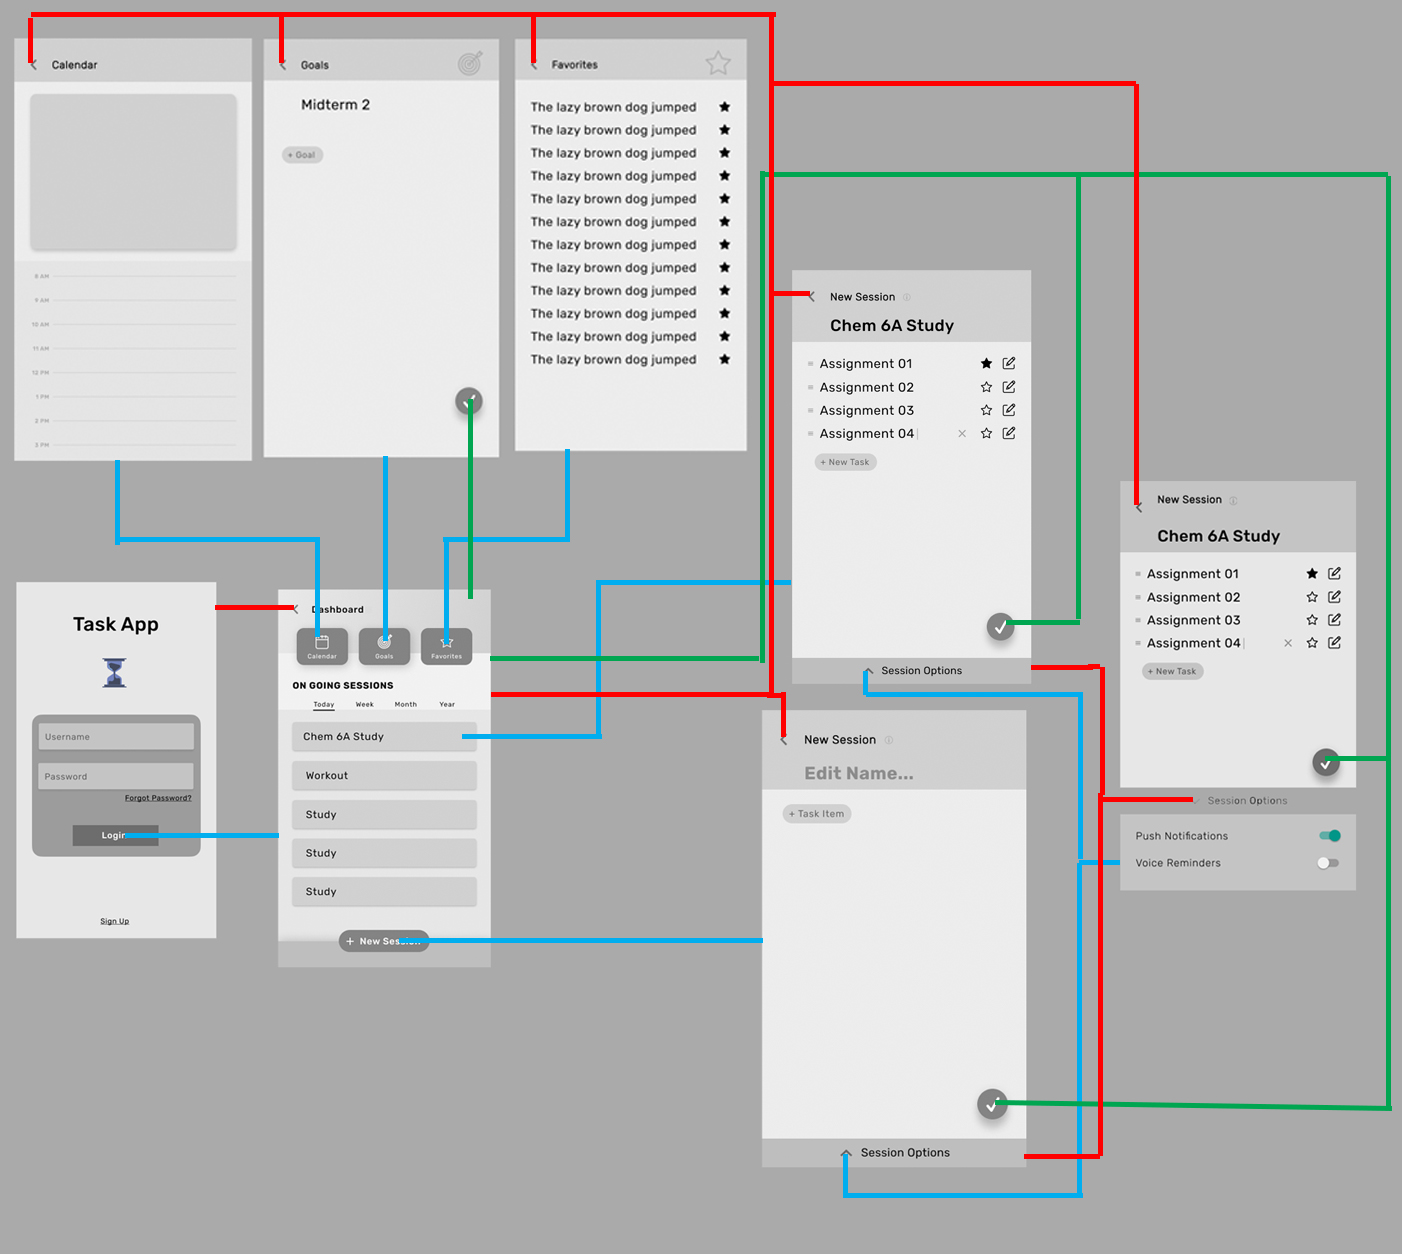 Calendar
8 AM
9 AM
10 AM
11 AM
12 PM
1 PM
2 PM
3 PM
Goals
Midterm 2
+ Goal
Favorites
The lazy brown dog jumped
The lazy brown dog jumped
The lazy brown dog jumped
The lazy brown dog jumped
The lazy brown dog jumped
The lazy brown dog jumped
The lazy brown dog jumped
The lazy brown dog jumped
The lazy brown dog jumped
The lazy brown dog jumped
The lazy brown dog jumped
The lazy brown dog jumped
New Session
Chem 6A Study
Assignment 01
Assignment 02
Assignment 03
Assignment 04
+ New Task
Session Options
New Session
Chem 6A Study
Assignment 01
Assignment 02
Assignment 03
Assignment 04
+ New Task
Session Options
Push Notifications
Voice Reminders
Task App
Username
Password
Forgot Password?
Login
Sign Up
Dashboard
Calendar
Goals
Favorites
ON GOING SESSIONS
Today Week Month Year
Chem 6A Study
Workout
Study
Study
Study
+ New Session
New Session
Edit Name...
+ Task Item
Session Options